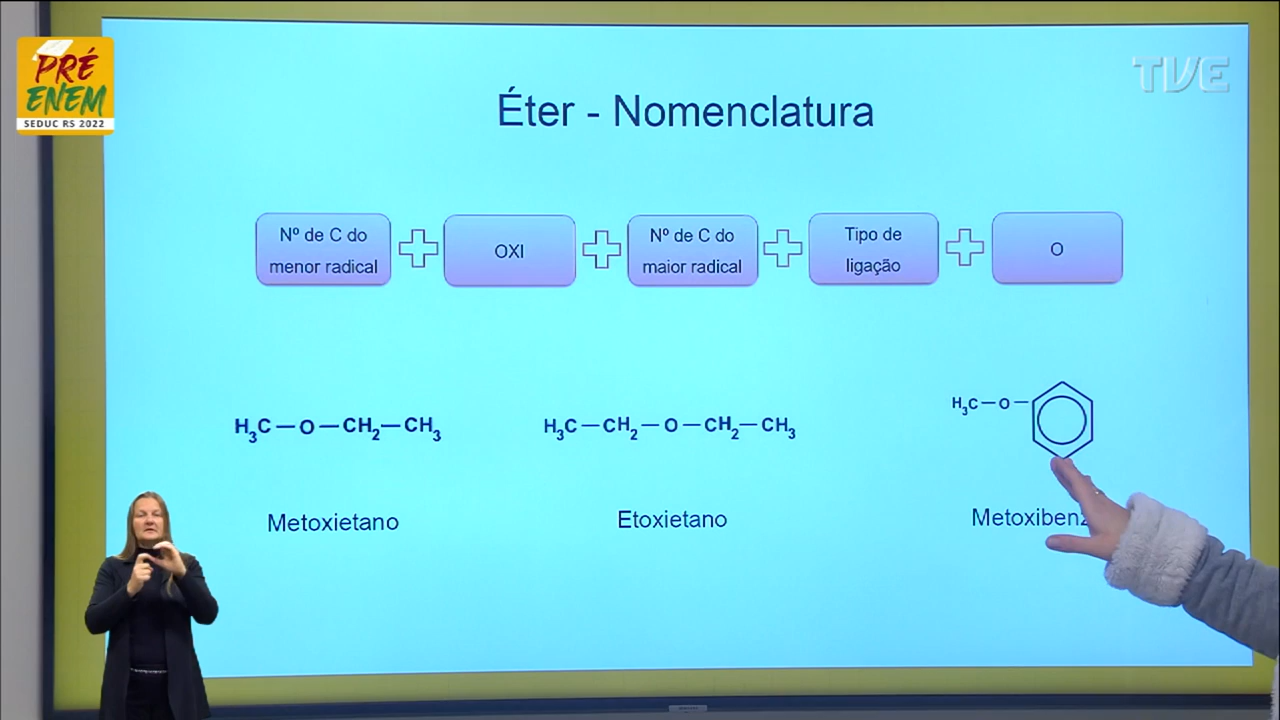 PRÉ
ENEM
SEDUC RS 2022
TVE
Éter - Nomenclatura
Nº de C do
menor radical
OXI
Nº de C do
maior radical
Tipo de
ligação
O
H3C—O—CH2—CH3
H3C—CH2—O—CH2—CH3
H3C—O—
Metoxietano
Etoxietano